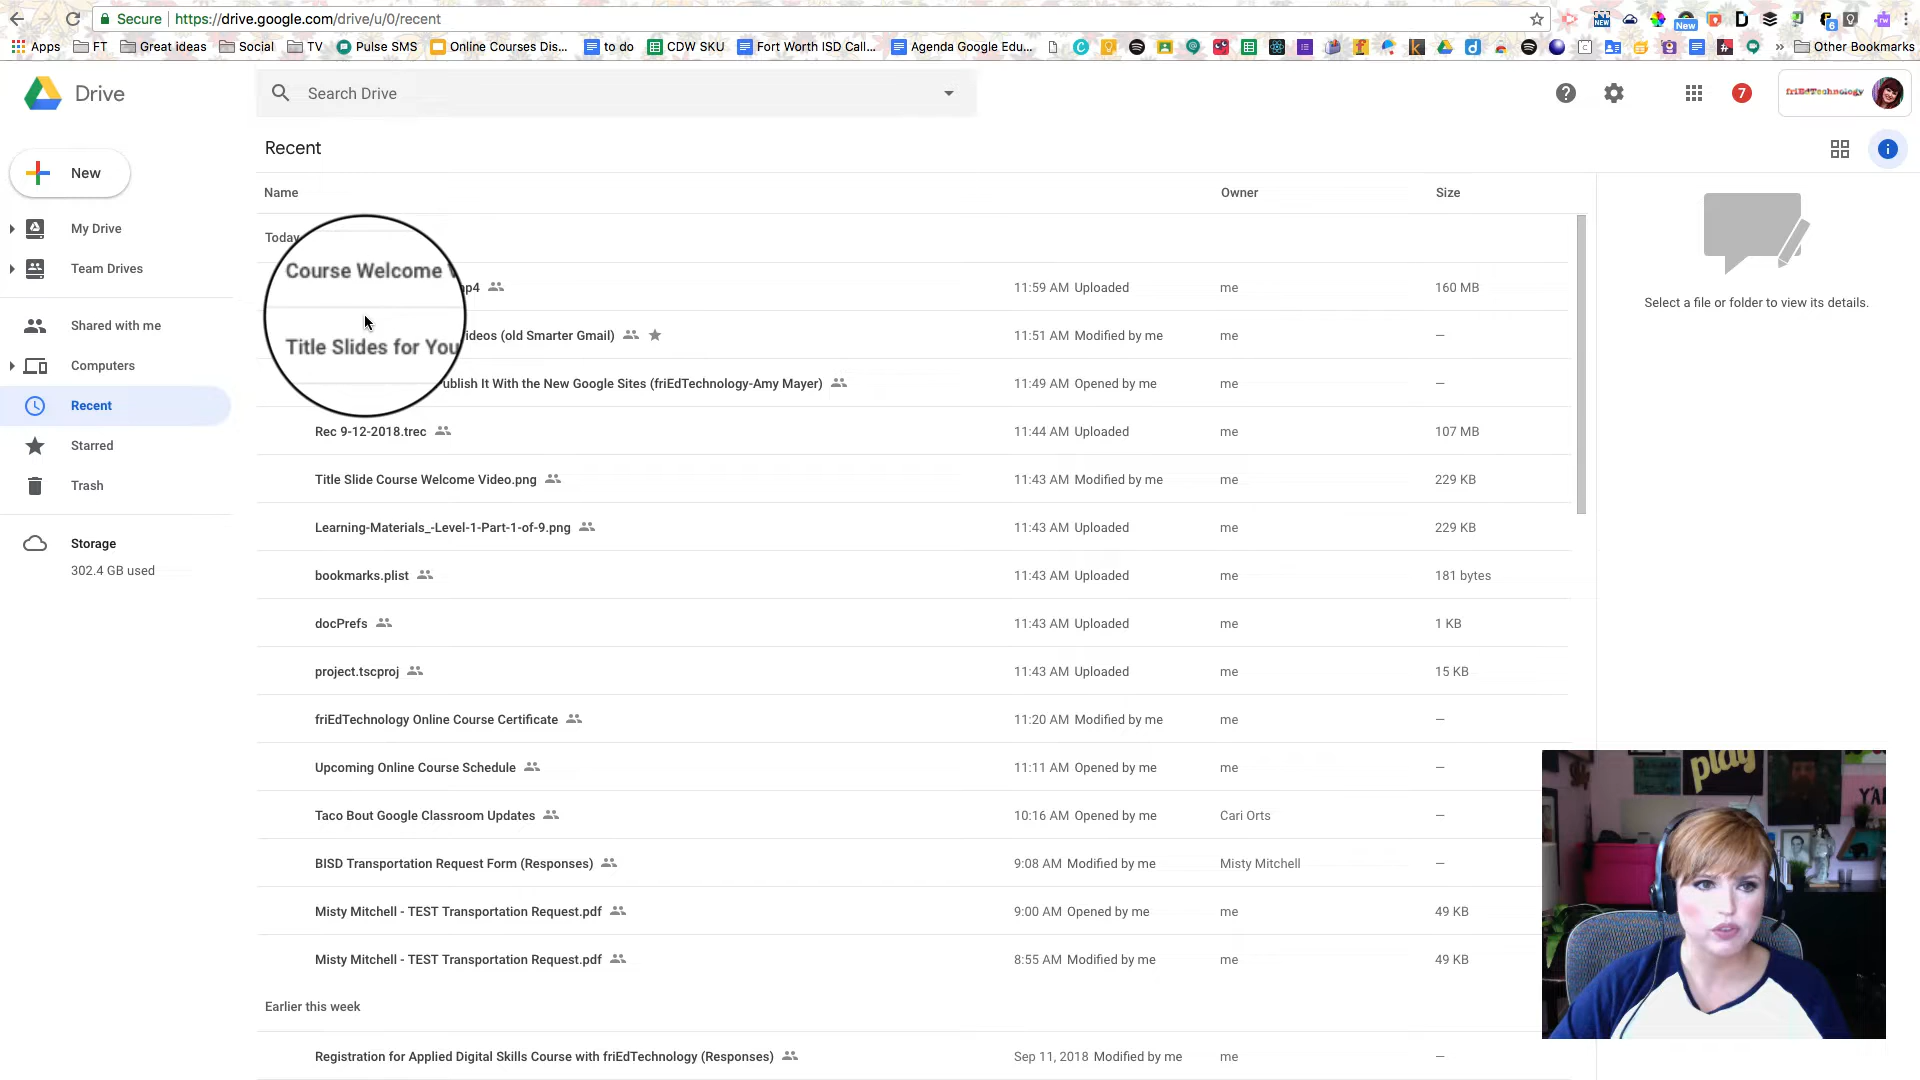 Secure https://drive.google.com/drive/u/0/recent
NEW New 6
Apps FT Great ideas Social TV Pulse SMS Online Courses Dis... to do CDW SKU Fort Worth ISD Call... Agenda Google Edu... » Other Bookmarks
Drive Search Drive 7 friEdTechnology
Recent
New
Name Owner Size
My Drive
Team Drives
Shared with me
Computers
Recent
Starred
Trash
Storage
302.4 GB used
Today
Course Welcome
p4 11:59 AM Uploaded me 160 MB
Title Slides for You
ideos (old Smarter Gmail) 11:51 AM Modified by me me –
ublish It With the New Google Sites (friEdTechnology-Amy Mayer) 11:49 AM Opened by me me –
Rec 9-12-2018.trec 11:44 AM Uploaded me 107 MB
Title Slide Course Welcome Video.png 11:43 AM Modified by me me 229 KB
Learning-Materials_-Level-1-Part-1-of-9.png 11:43 AM Uploaded me 229 KB
bookmarks.plist 11:43 AM Uploaded me 181 bytes
docPrefs 11:43 AM Uploaded me 1 KB
project.tscproj 11:43 AM Uploaded me 15 KB
friEdTechnology Online Course Certificate 11:20 AM Modified by me me –
Upcoming Online Course Schedule 11:11 AM Opened by me me –
Taco Bout Google Classroom Updates 10:16 AM Opened by me Cari Orts –
BISD Transportation Request Form (Responses) 9:08 AM Modified by me Misty Mitchell –
Misty Mitchell - TEST Transportation Request.pdf 9:00 AM Opened by me me 49 KB
Misty Mitchell - TEST Transportation Request.pdf 8:55 AM Modified by me me 49 KB
Earlier this week
Registration for Applied Digital Skills Course with friEdTechnology (Responses) Sep 11, 2018 Modified by me me –
Select a file or folder to view its details.
play
YA